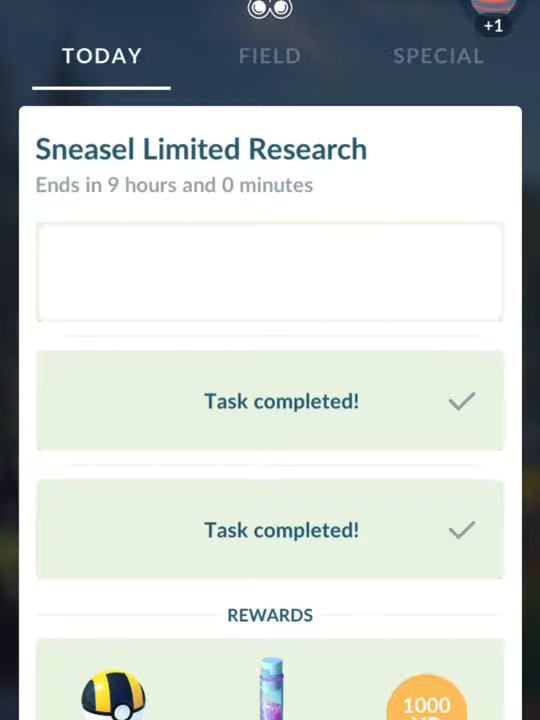 +1
TODAY FIELD SPECIAL
Sneasel Limited Research
Ends in 9 hours and 0 minutes
Task completed!
Task completed!
REWARDS
1000
XP